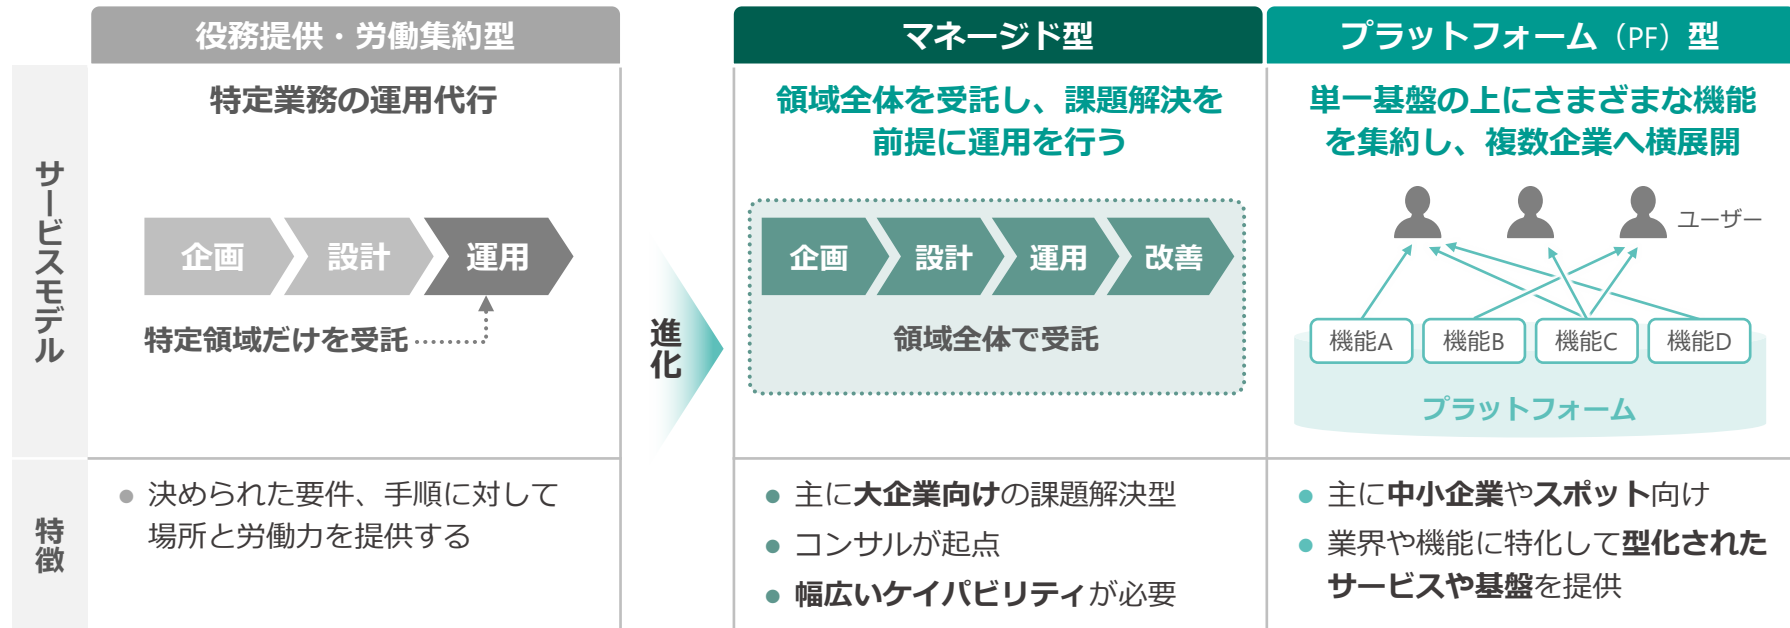 役務提供・労働集約型
マネージド型
プラットフォーム（PF）型
サービスモデル
特定業務の運用代行
企画
設計
運用
特定領域だけを受託
進化
領域全体を受託し、課題解決を
前提に運用を行う
企画
設計
運用
改善
領域全体で受託
単一基盤の上にさまざまな機能
を集約し、複数企業へ横展開
ユーザー
機能A
機能B
機能C
機能D
プラットフォーム
特徴
● 決められた要件、手順に対して
場所と労働力を提供する
● 主に大企業向けの課題解決型
● コンサルが起点
● 幅広いケイパビリティが必要
● 主に中小企業やスポット向け
● 業界や機能に特化して型化された
サービスや基盤を提供